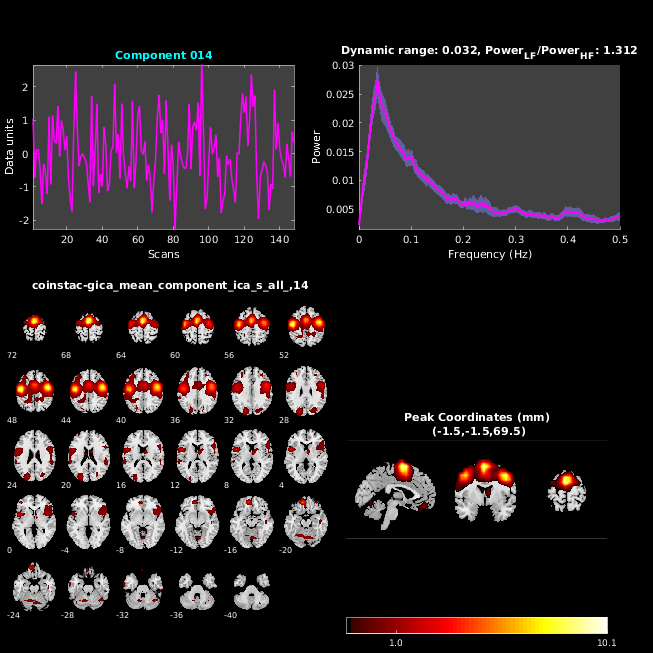 Component 014
Data units
2
1
0
-1
-2
20 40 60 80 100 120 140
Scans
Dynamic range: 0.032, PowerLF/PowerHF: 1.312
Power
0.03
0.025
0.02
0.015
0.01
0.005
0 0.1 0.2 0.3 0.4 0.5
Frequency (Hz)
coinstac-gica_mean_component_ica_s_all_,14
72 68 64 60 56 52
48 44 40 36 32 28
24 20 16 12 8 4
0 -4 -8 -12 -16 -20
-24 -28 -32 -36 -40
Peak Coordinates (mm)
(-1.5,-1.5,69.5)
1.0 10.1